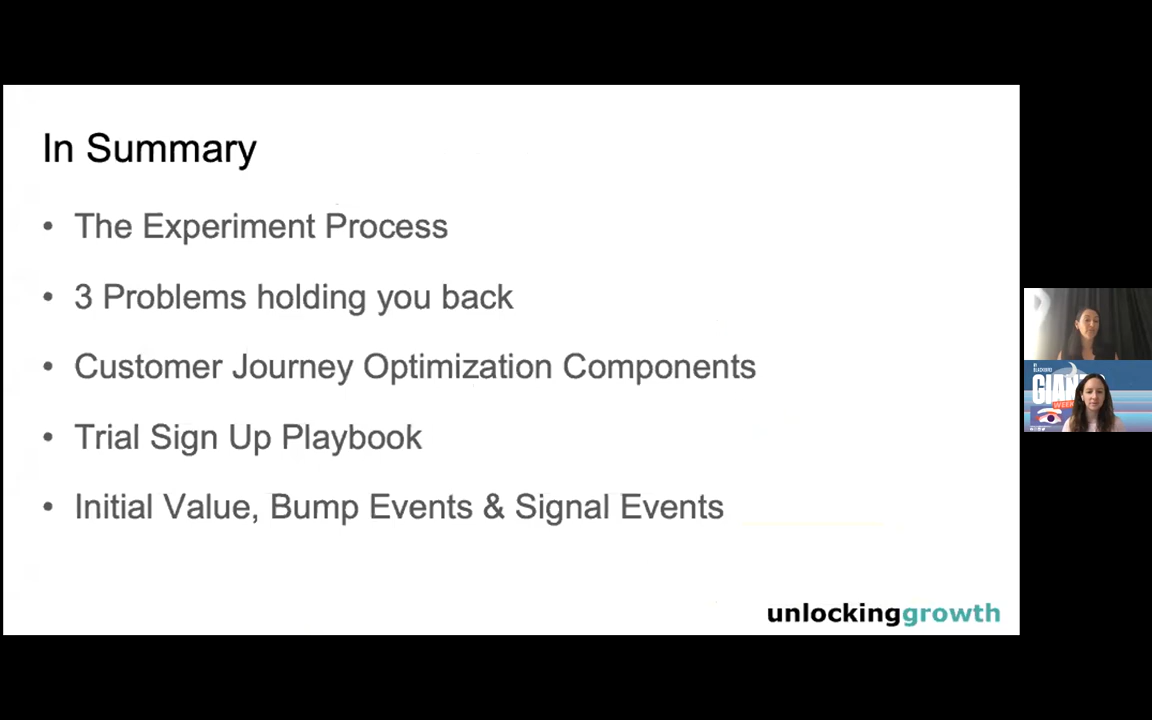 In Summary
• The Experiment Process
• 3 Problems holding you back
• Customer Journey Optimization Components
• Trial Sign Up Playbook
• Initial Value, Bump Events & Signal Events
unlockinggrowth